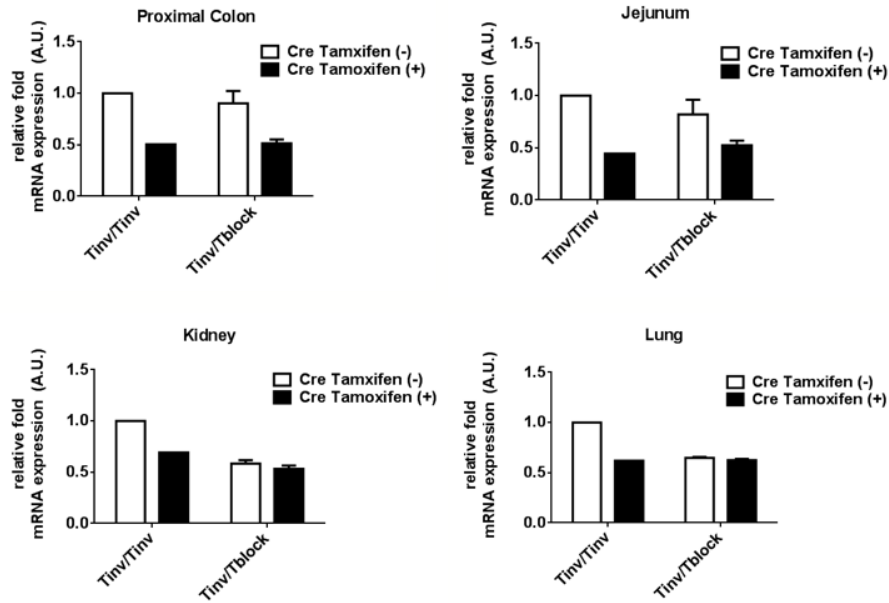 Proximal Colon
relative fold
mRNA expression (A.U.)
1.5
1.0
0.5
0.0
Cre Tamxifen (-)
Cre Tamoxifen (+)
Tinv/Tinv
Tinv/Tblock
Jejunum
relative fold
mRNA expression (A.U.)
1.5
1.0
0.5
0.0
Cre Tamxifen (-)
Cre Tamoxifen (+)
Tinv/Tinv
Tinv/Tblock
Kidney
relative fold
mRNA expression (A.U.)
1.5
1.0
0.5
0.0
Cre Tamxifen (-)
Cre Tamoxifen (+)
Tinv/Tinv
Tinv/Tblock
Lung
relative fold
mRNA expression (A.U.)
1.5
1.0
0.5
0.0
Cre Tamxifen (-)
Cre Tamoxifen (+)
Tinv/Tinv
Tinv/Tblock